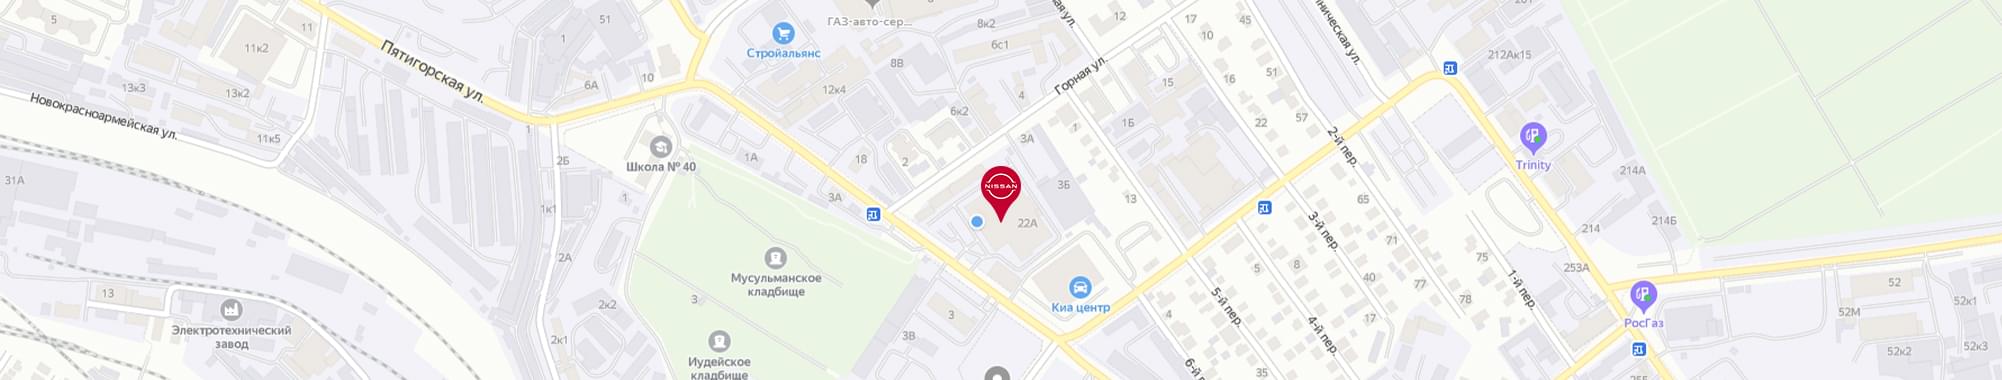 5
11
11к2
Пятигорская ул.
13к3
13к2
Новокрасноармейская ул.
11к5
31А
13
Электротехнический
завод
51
1
6А
10
1
2Б
Школа № 40
1
1к1
2А
2к2
2к1
ГАЗ-авто-сер...
Стройальянс
8к2
6с1
8В
12к4
6к2
4
1А
18
2
3А
3А
Мусульманское
кладбище
3
Иудейское
кладбище
3В
3
NISSAN
22А
3Б
Киа центр
12
17
10
45
Горная ул.
15
16
51
1
1Б
22
57
13
2-й пер.
3-й пер.
65
71
5
8
40
77
78
75
17
35
4
5-й пер.
4-й пер.
1-й пер.
212Ак15
Trinity
214А
214Б
214
253А
РосГаз
52
52М
52к1
52к2
52к3